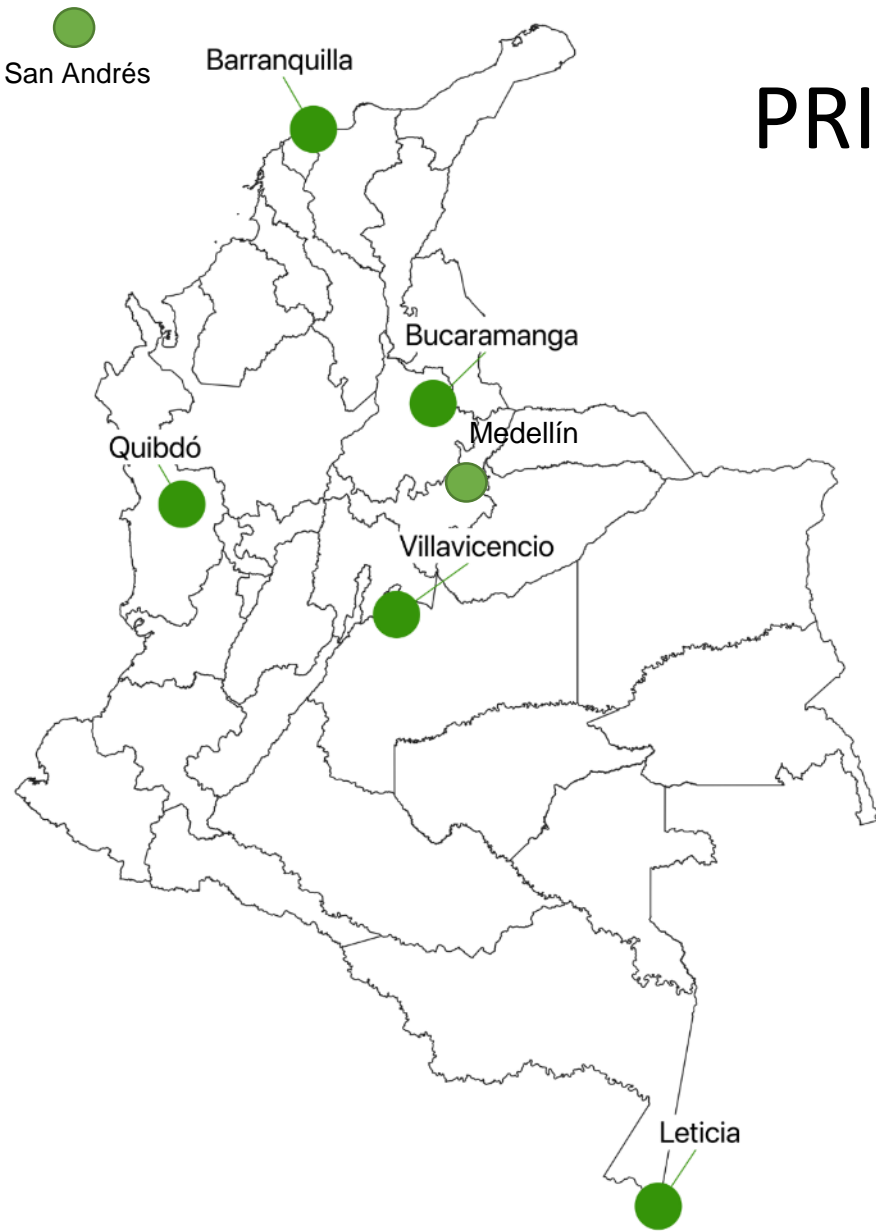 San Andrés
Barranquilla
PRI
Bucaramanga
Medellín
Quibdó
Villavicencio
Leticia